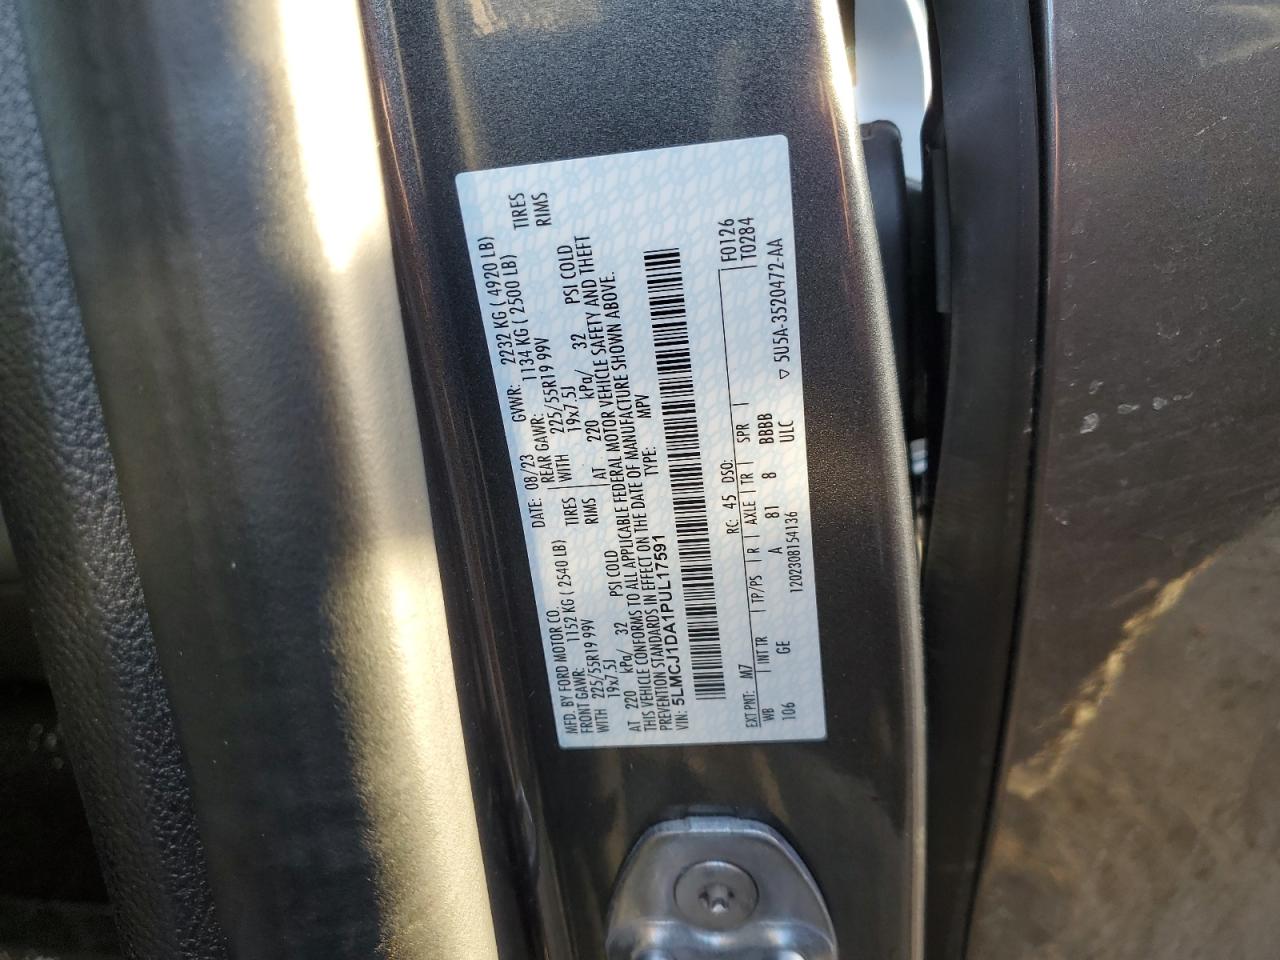 MFD. BY FORD MOTOR CO. DATE: 08/23 GVWR: 2232 KG ( 4920 LB)
FRONT GAWR: 1152 KG ( 2540 LB) REAR GAWR: 1134 KG ( 2500 LB)
WITH 225/55R19 99V TIRES WITH 225/55R19 99V TIRES
19x7.5J RIMS 19x7.5J RIMS
AT 220 kPa/ 32 PSI COLD AT 220 kPa/ 32 PSI COLD
THIS VEHICLE CONFORMS TO ALL APPLICABLE FEDERAL MOTOR VEHICLE SAFETY AND THEFT
PREVENTION STANDARDS IN EFFECT ON THE DATE OF MANUFACTURE SHOWN ABOVE.
VIN: 5LMCJ1DA1PUL17591 TYPE: MPV
F0126
EXT PNT: M7 RC: 45 DSO: T0284
WB INT TR TP/PS R AXLE TR SPR
106 GE A 81 8 BBBB
1202308154136 ULC ▽ 5U5A-3520472-AA